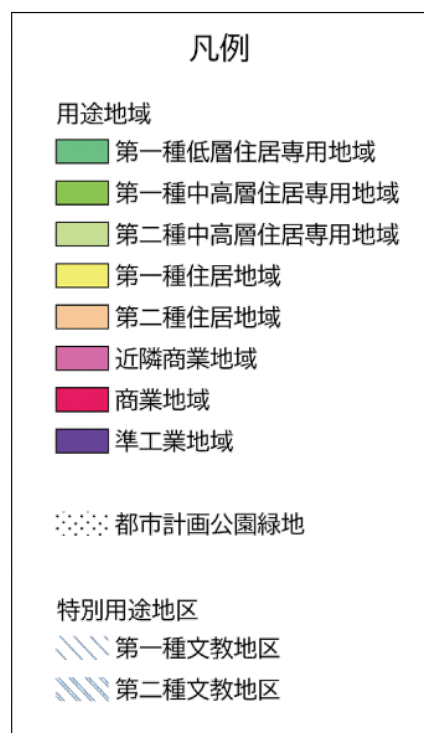 凡例
用途地域
第一種低層住居専用地域
第一種中高層住居専用地域
第二種中高層住居専用地域
第一種住居地域
第二種住居地域
近隣商業地域
商業地域
準工業地域
都市計画公園緑地
特別用途地区
第一種文教地区
第二種文教地区